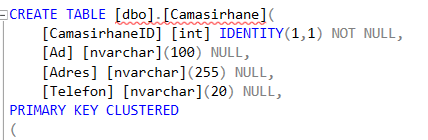 CREATE TABLE [dbo].[Camasirhane](
[CamasirhaneID] [int] IDENTITY(1,1) NOT NULL,
[Ad] [nvarchar](100) NULL,
[Adres] [nvarchar](255) NULL,
[Telefon] [nvarchar](20) NULL,
PRIMARY KEY CLUSTERED
(